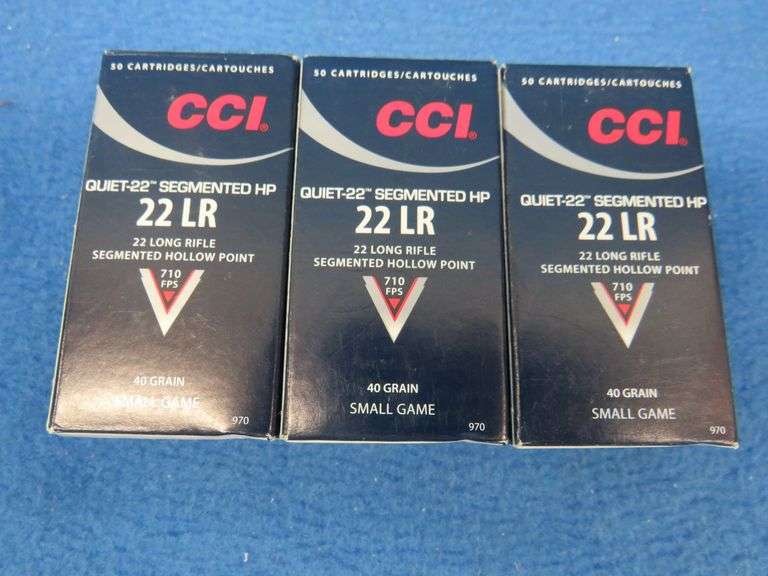 50 CARTRIDGES/CARTOUCHES
CCI®
QUIET-22™ SEGMENTED HP
22 LR
22 LONG RIFLE
SEGMENTED HOLLOW POINT
710
FPS
40 GRAIN
SMALL GAME
970
50 CARTRIDGES/CARTOUCHES
CCI®
QUIET-22™ SEGMENTED HP
22 LR
22 LONG RIFLE
SEGMENTED HOLLOW POINT
710
FPS
40 GRAIN
SMALL GAME
970
50 CARTRIDGES/CARTOUCHES
CCI®
QUIET-22™ SEGMENTED HP
22 LR
22 LONG RIFLE
SEGMENTED HOLLOW POINT
710
FPS
40 GRAIN
SMALL GAME
970